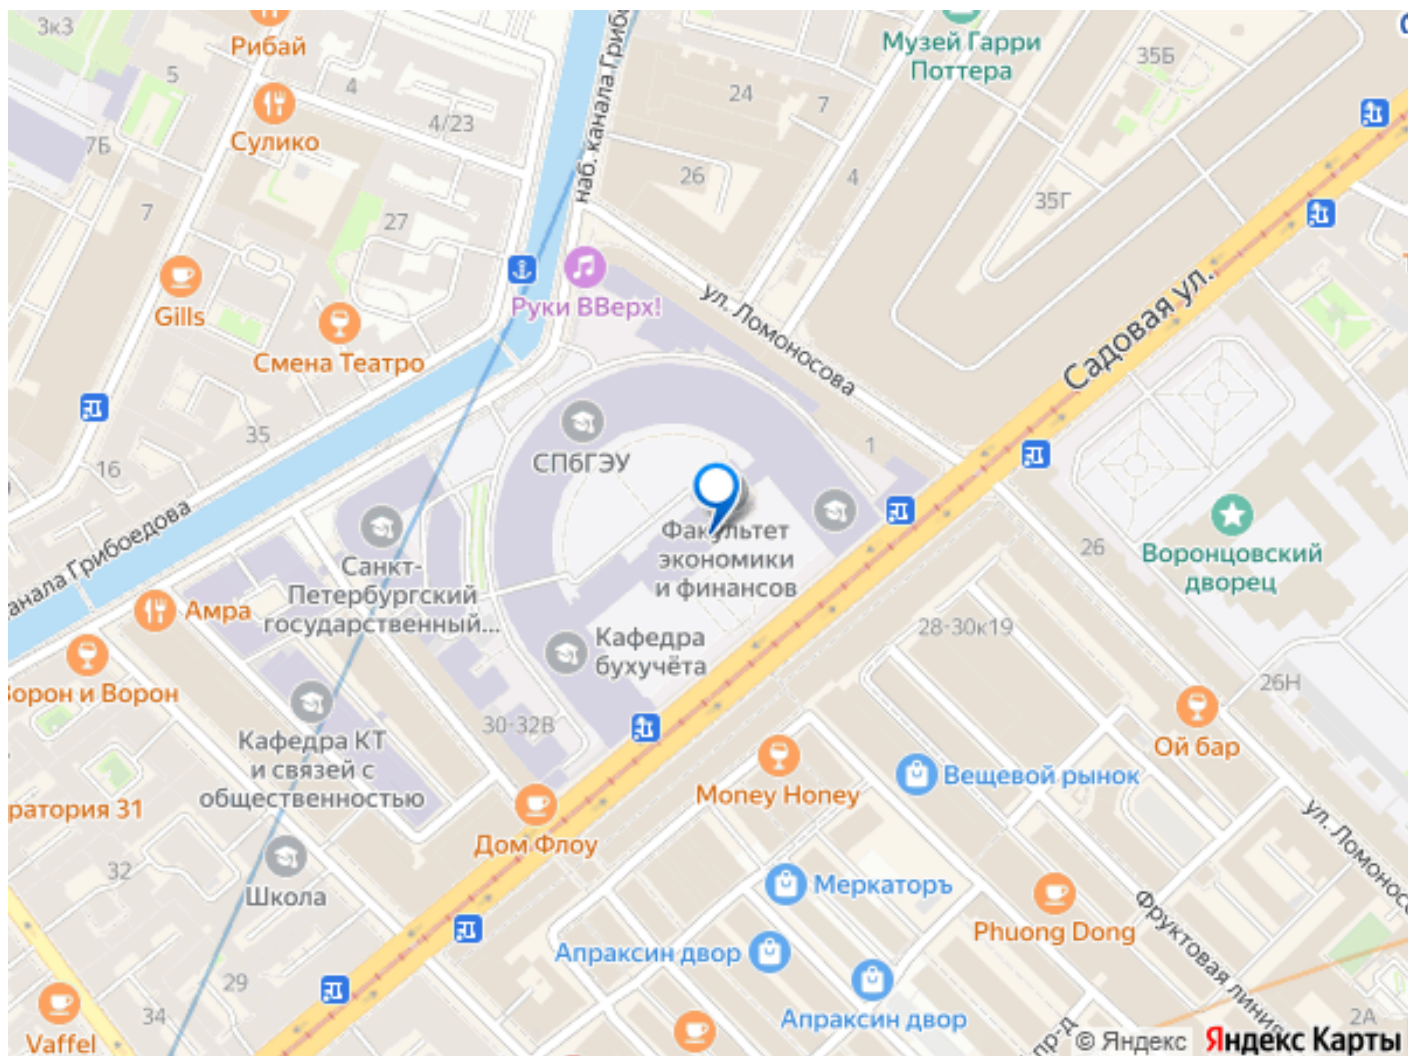 3к3
Рибай
5
4
Сулико
4/23
7Б
7
27
наб. канала Грибо
Музей Гарри
Поттера
35Б
24
7
26
4
35Г
Gills
Смена Театро
Руки ВВерх!
ул. Ломоносова
Садовая ул.
35
16
СПбГЭУ
1
Факультет
экономики
и финансов
26
Воронцовский
дворец
анала Грибоедова
Санкт-
Петербургский
государственный...
Амра
Кафедра
бухучёта
28-30к19
Ворон и Ворон
26Н
30-32В
Кафедра КТ
и связей с
общественностью
Ой бар
Вещевой рынок
Money Honey
ратория 31
Дом Флоу
ул. Ломоносо
32
Школа
Меркаторъ
Phuong Dong
Фруктовая линия
Апраксин двор
29
34
Апраксин двор
2А
Vaffel
пр-д
© Яндекс Яндекс Карты